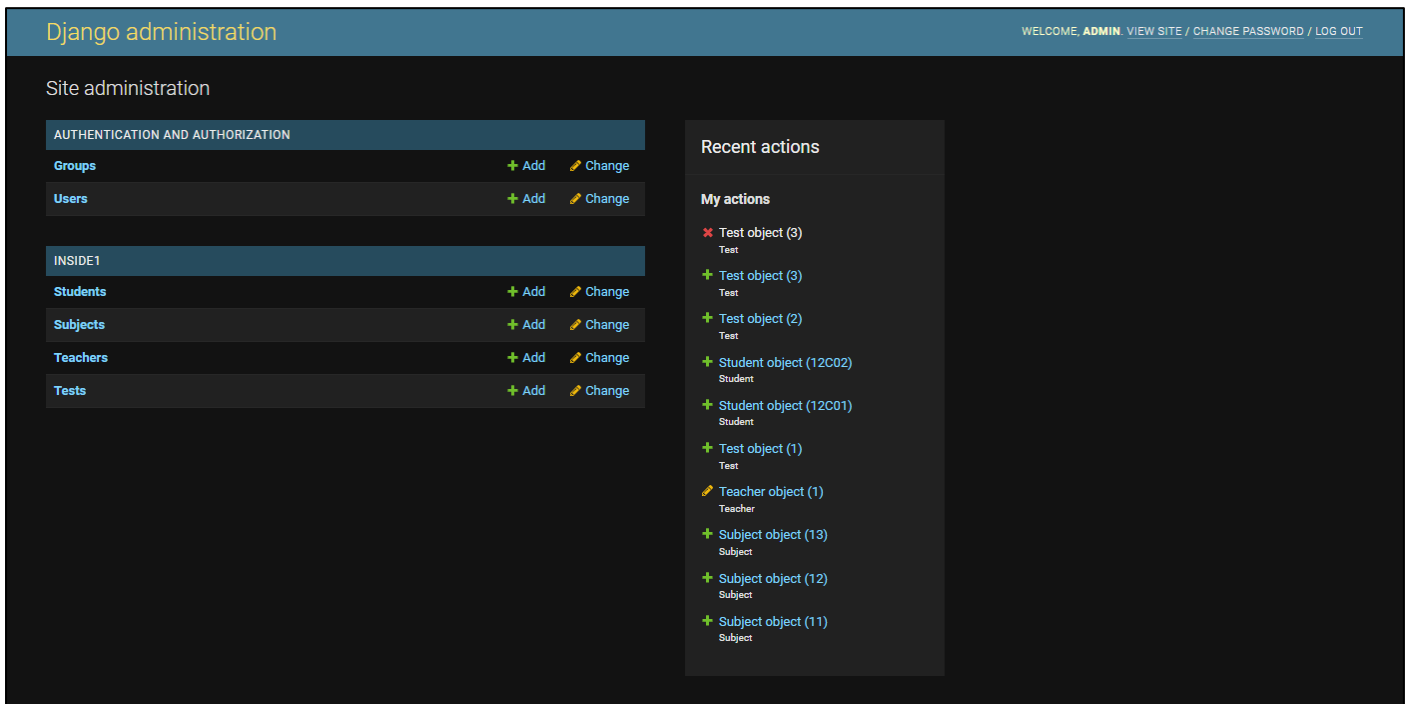 Django administration
WELCOME, ADMIN. VIEW SITE / CHANGE PASSWORD / LOG OUT
Site administration
AUTHENTICATION AND AUTHORIZATION
Groups Add Change
Users Add Change
INSIDE1
Students Add Change
Subjects Add Change
Teachers Add Change
Tests Add Change
Recent actions
My actions
Test object (3)
Test
Test object (3)
Test
Test object (2)
Test
Student object (12C02)
Student
Student object (12C01)
Student
Test object (1)
Test
Teacher object (1)
Teacher
Subject object (13)
Subject
Subject object (12)
Subject
Subject object (11)
Subject